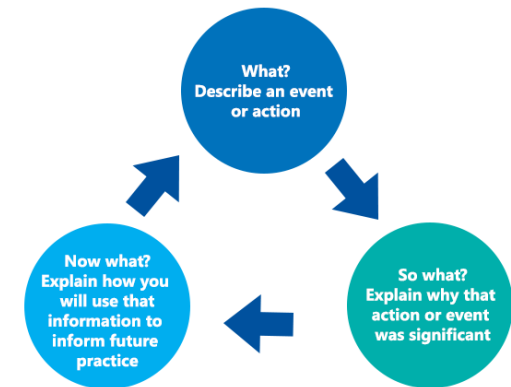 What?
Describe an event
or action
So what?
Explain why that
action or event
was significant
Now what?
Explain how you
will use that
information to
inform future
practice